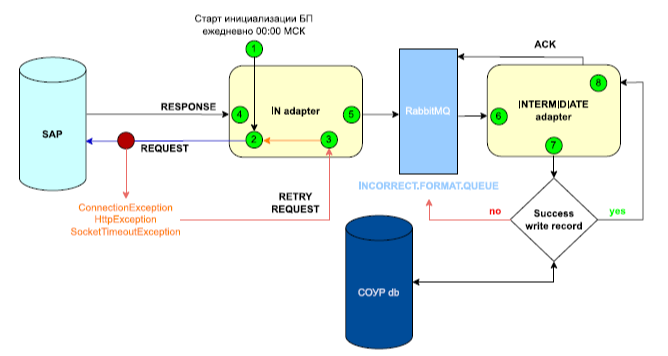 Старт инициализации БП
ежедневно 00:00 МСК
1
ACK
SAP
RESPONSE
4
IN adapter
5
RabbitMQ
6
INTERMIDIATE
adapter
8
REQUEST
2
3
7
ConnectionException
HttpException
SocketTimeoutException
RETRY
REQUEST
INCORRECT.FORMAT.QUEUE
no
Success
write record
yes
СОУР db